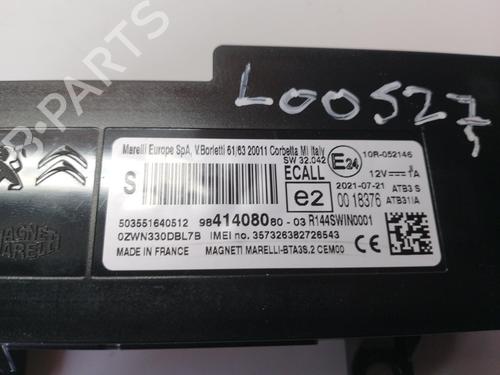 L00527
5
Marelli Europe SpA, V.Borletti 61/63 20011 Corbetta MI Italy
SW 32.042
E24
10R-052146
S
ECALL
12V 1A
e2
2021-07-21
ATB3 S
00 18376
ATB31IA
503551640512
9841408080-03
R144SWIN0001
0ZWN330DBL7B
IMEI no. 357326382726543
MADE IN FRANCE
MAGNETI MARELLI-BTA3S.2 CEM00
MAGNETI
MARELLI
B-PARTS